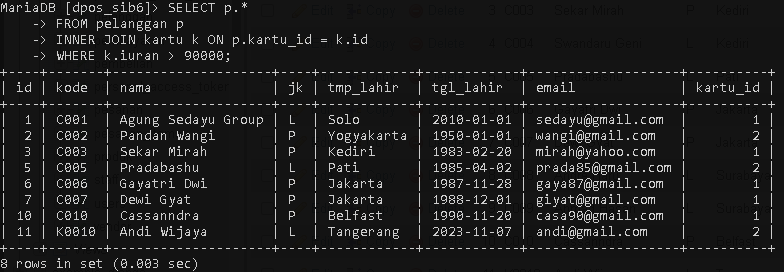 MariaDB [dpos_sib6]> SELECT p.*
    -> FROM pelanggan p
    -> INNER JOIN kartu k ON p.kartu_id = k.id
    -> WHERE k.iuran > 90000;
+----+-------+--------------------+----+------------+------------+-------------------+----------+
| id | kode  | nama               | jk | tmp_lahir  | tgl_lahir  | email             | kartu_id |
+----+-------+--------------------+----+------------+------------+-------------------+----------+
|  1 | C001  | Agung Sedayu Group | L  | Solo       | 2010-01-01 | sedayu@gmail.com  |        1 |
|  2 | C002  | Pandan Wangi       | P  | Yogyakarta | 1950-01-01 | wangi@gmail.com   |        2 |
|  3 | C003  | Sekar Mirah        | P  | Kediri     | 1983-02-20 | mirah@yahoo.com   |        1 |
|  5 | C005  | Pradabashu         | L  | Pati       | 1985-04-02 | prada85@gmail.com |        2 |
|  6 | C006  | Gayatri Dwi        | P  | Jakarta    | 1987-11-28 | gaya87@gmail.com  |        1 |
|  7 | C007  | Dewi Gyat          | P  | Jakarta    | 1988-12-01 | giyat@gmail.com   |        1 |
| 10 | C010  | Cassanndra         | P  | Belfast    | 1990-11-20 | casa90@gmail.com  |        1 |
| 11 | K0010 | Andi Wijaya        | L  | Tangerang  | 2023-11-07 | andi@gmail.com    |        2 |
+----+-------+--------------------+----+------------+------------+-------------------+----------+
8 rows in set (0.003 sec)